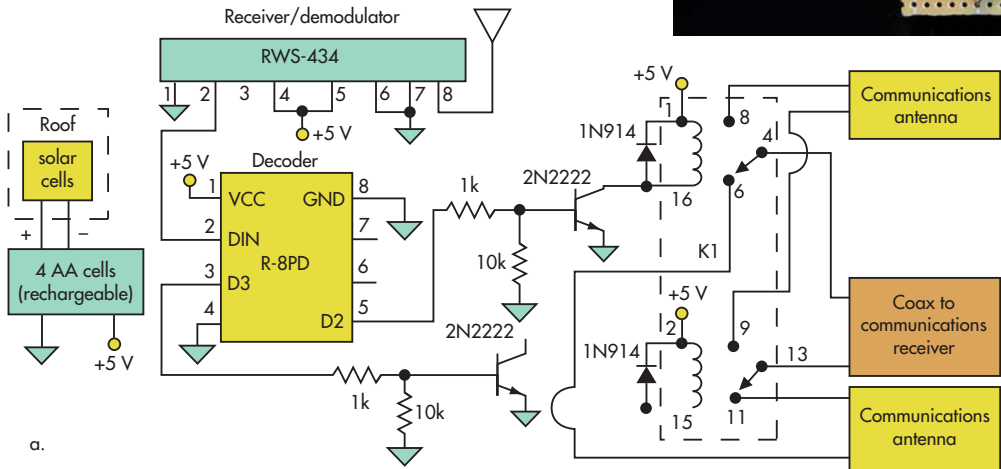 Receiver/demodulator
RWS-434
1 2 3 4 5 6 7 8
+5 V
Roof
solar
cells
+ –
4 AA cells
(rechargeable)
+5 V
Decoder
+5 V
1 VCC GND 8
2 DIN 7
R-8PD
3 D3 6
4 D2 5
1k
10k
2N2222
1k
10k
2N2222
+5 V
1
1N914
16
8
4
6
K1
+5 V
2
1N914
15
9
13
11
Communications
antenna
Coax to
communications
receiver
Communications
antenna
a.